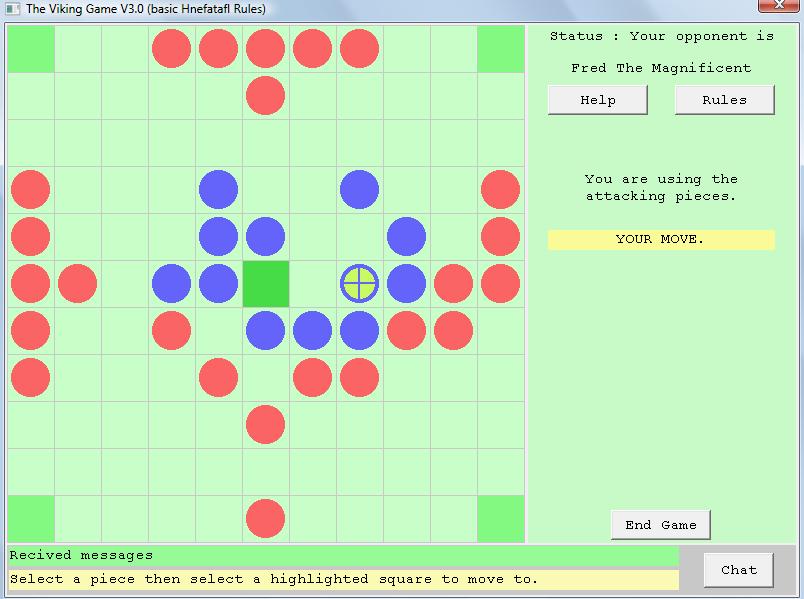 The Viking Game V3.0 (basic Hnefatafl Rules)
Status : Your opponent is
Fred The Magnificent
Help
Rules
You are using the
attacking pieces.
YOUR MOVE.
End Game
Recived messages
Select a piece then select a highlighted square to move to.
Chat